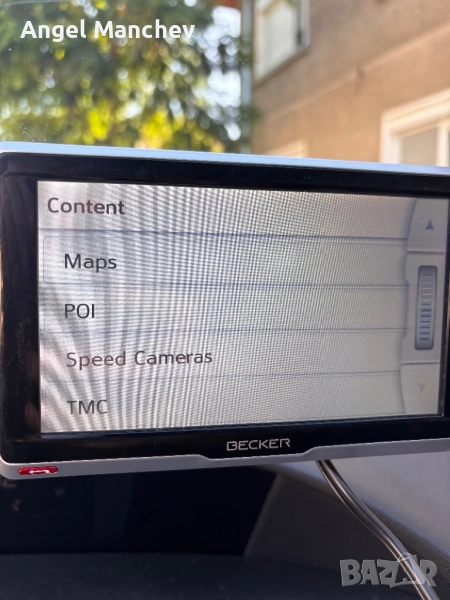 Angel Manchev
Content
Maps
POI
Speed Cameras
TMC
BECKER
BAZAR